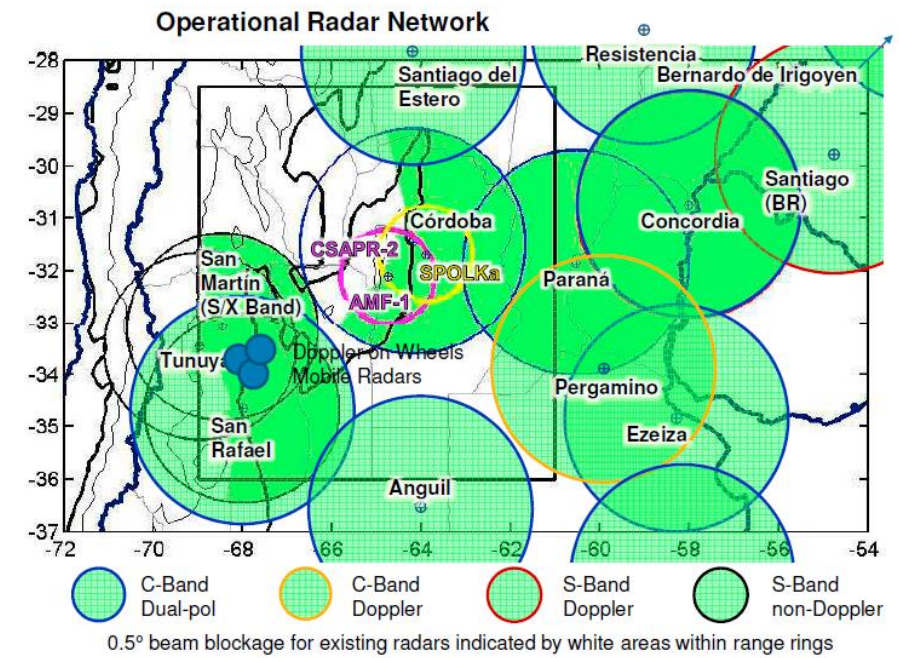 Operational Radar Network
-28
-29
-30
-31
-32
-33
-34
-35
-36
-37
-72
-70
-68
-66
-64
-62
-60
-58
-56
-54
Resistencia
Santiago del
Estero
Bernardo de Irigoyen
Santiago
(BR)
Córdoba
Concordia
CSAPR-2
SPOLKa
AMF-1
San
Martín
(S/X Band)
Paraná
Tunuya
Doppler on Wheels
Mobile Radars
Pergamino
San
Rafael
Ezeiza
Anguil
C-Band
Dual-pol
C-Band
Doppler
S-Band
Doppler
S-Band
non-Doppler
0.5º beam blockage for existing radars indicated by white areas within range rings